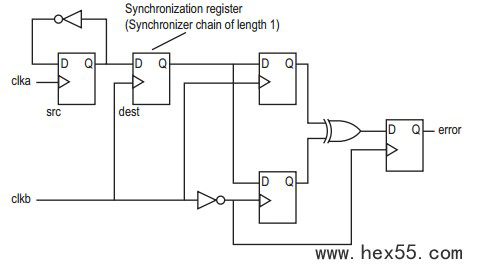 Synchronization register
(Synchronizer chain of length 1)
D Q
D Q
D Q
clka
src
dest
D Q
error
D Q
clkb
www.hex55.com